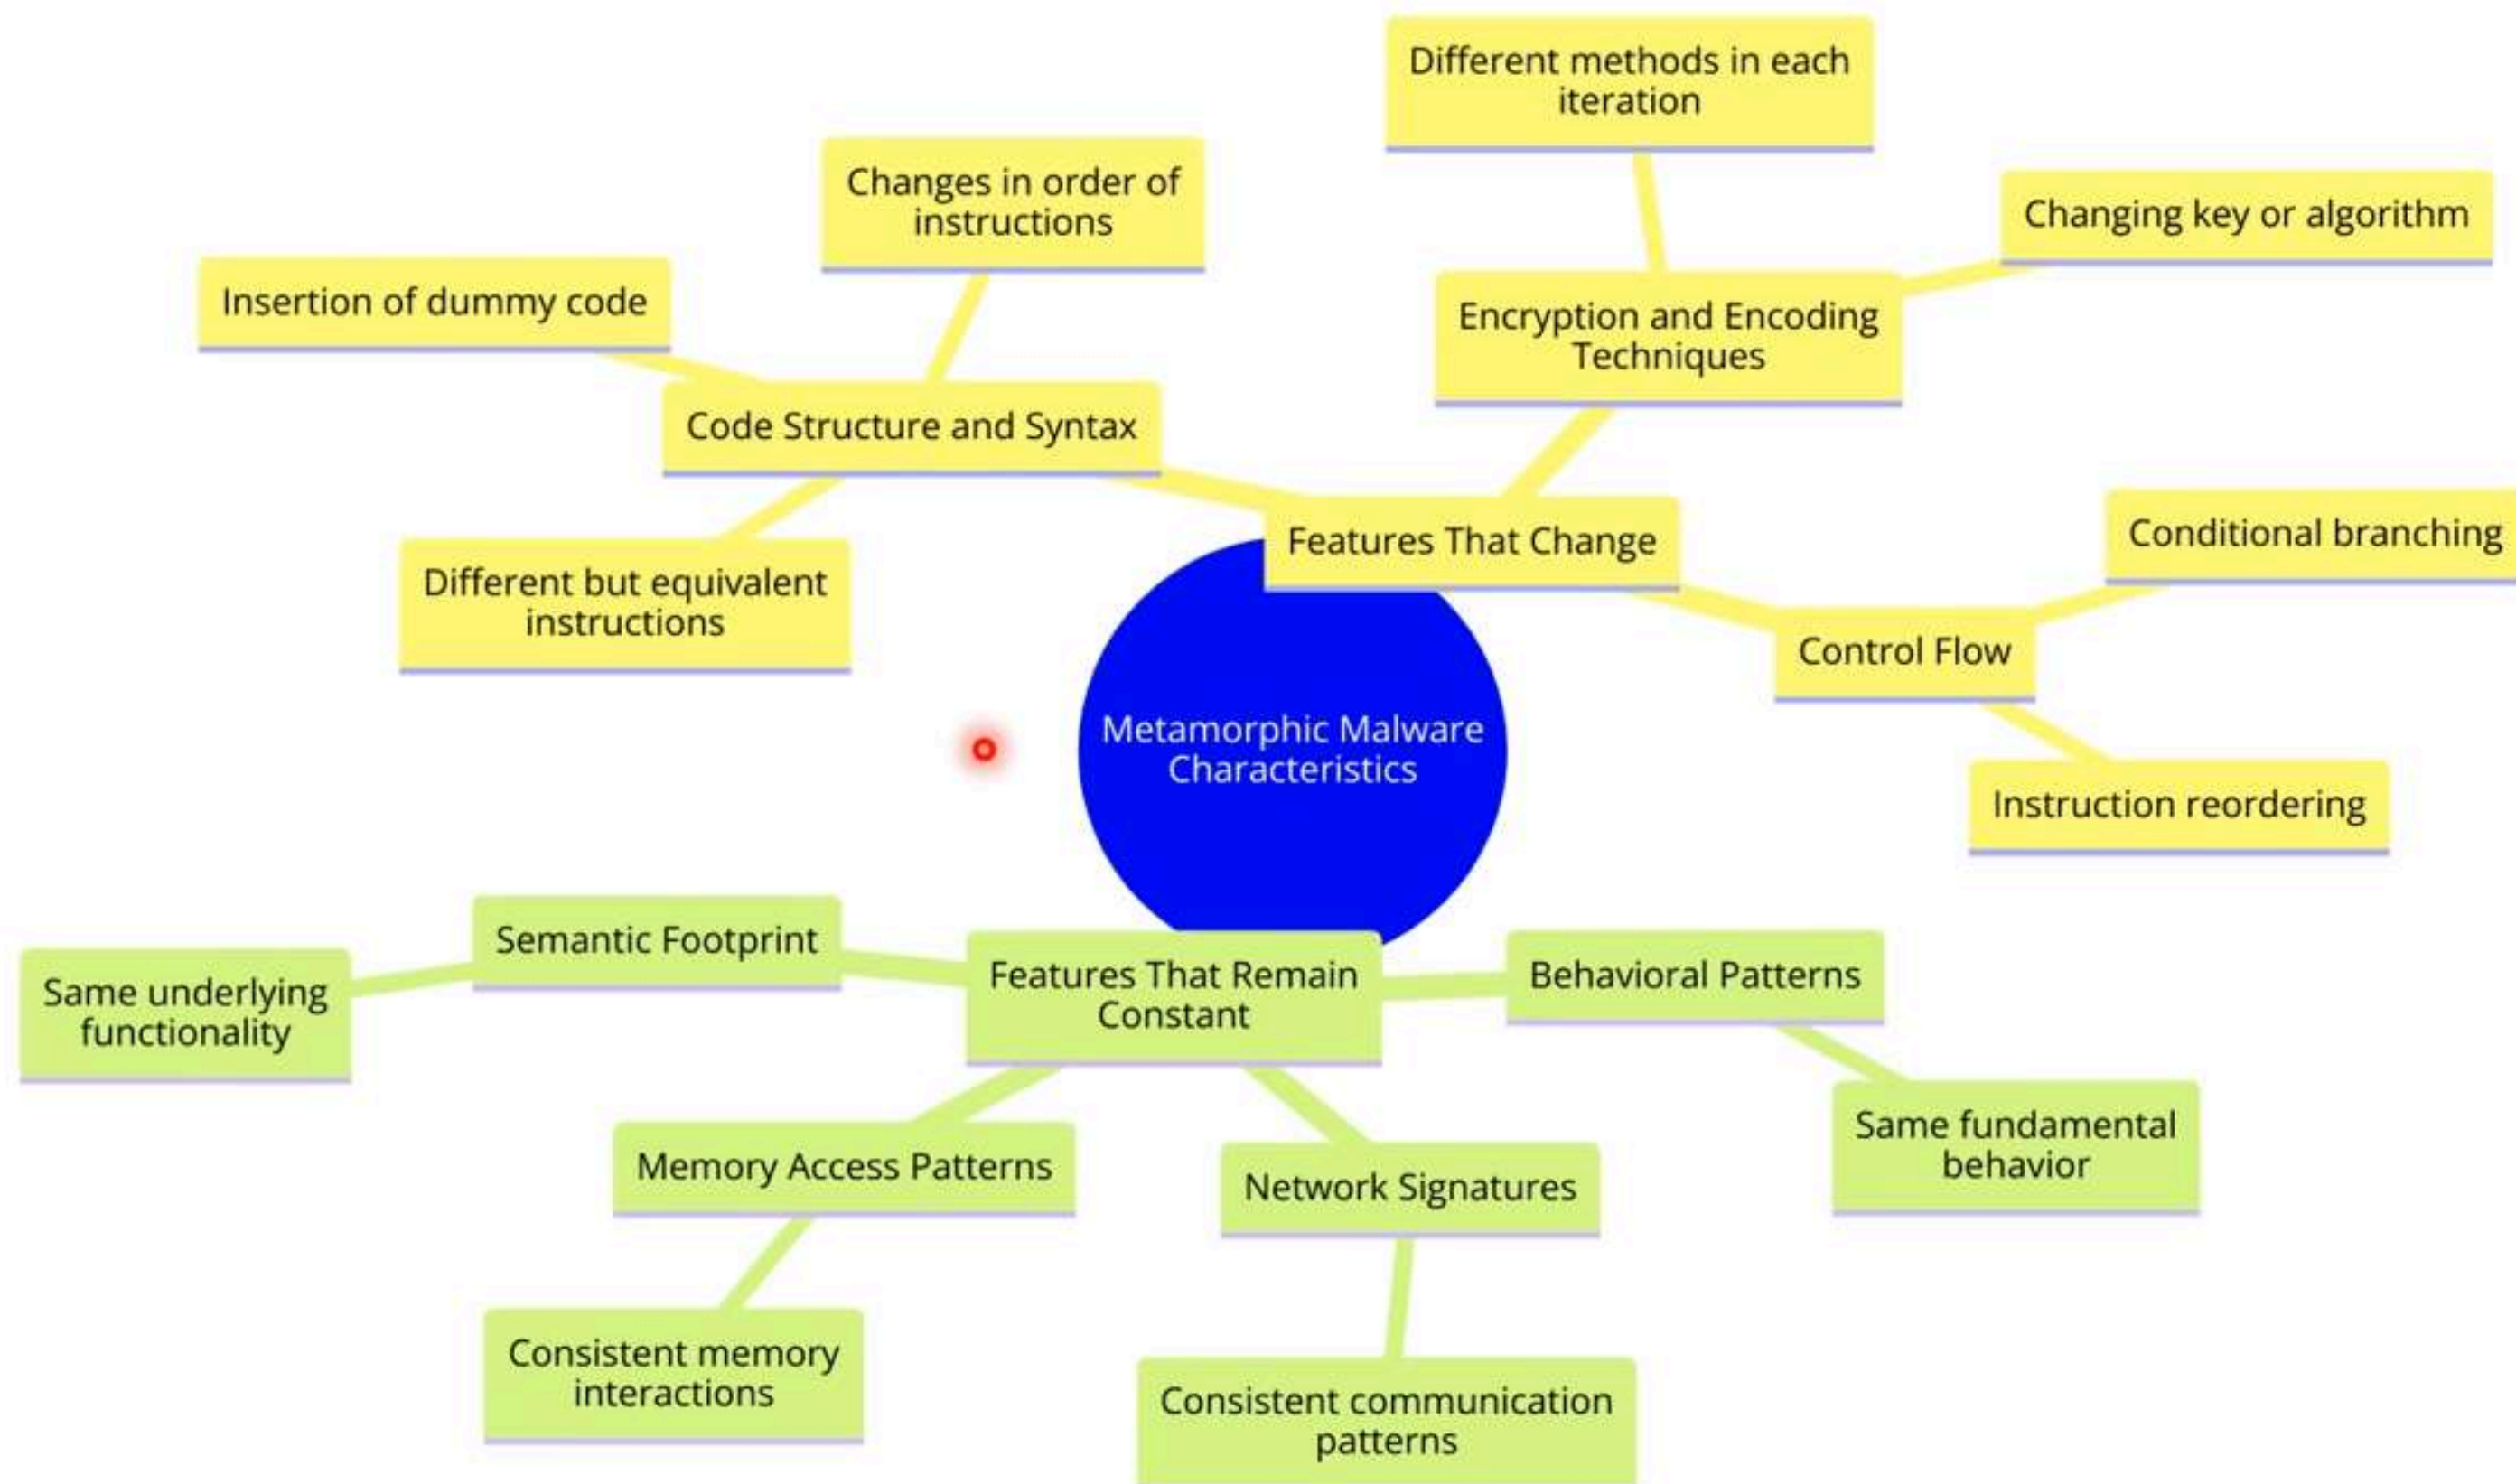 Different methods in each
iteration
Changes in order of
instructions
Changing key or algorithm
Insertion of dummy code
Encryption and Encoding
Techniques
Code Structure and Syntax
Features That Change
Conditional branching
Different but equivalent
instructions
Control Flow
Metamorphic Malware
Characteristics
Instruction reordering
Semantic Footprint
Same underlying
functionality
Features That Remain
Constant
Behavioral Patterns
Memory Access Patterns
Network Signatures
Same fundamental
behavior
Consistent memory
interactions
Consistent communication
patterns